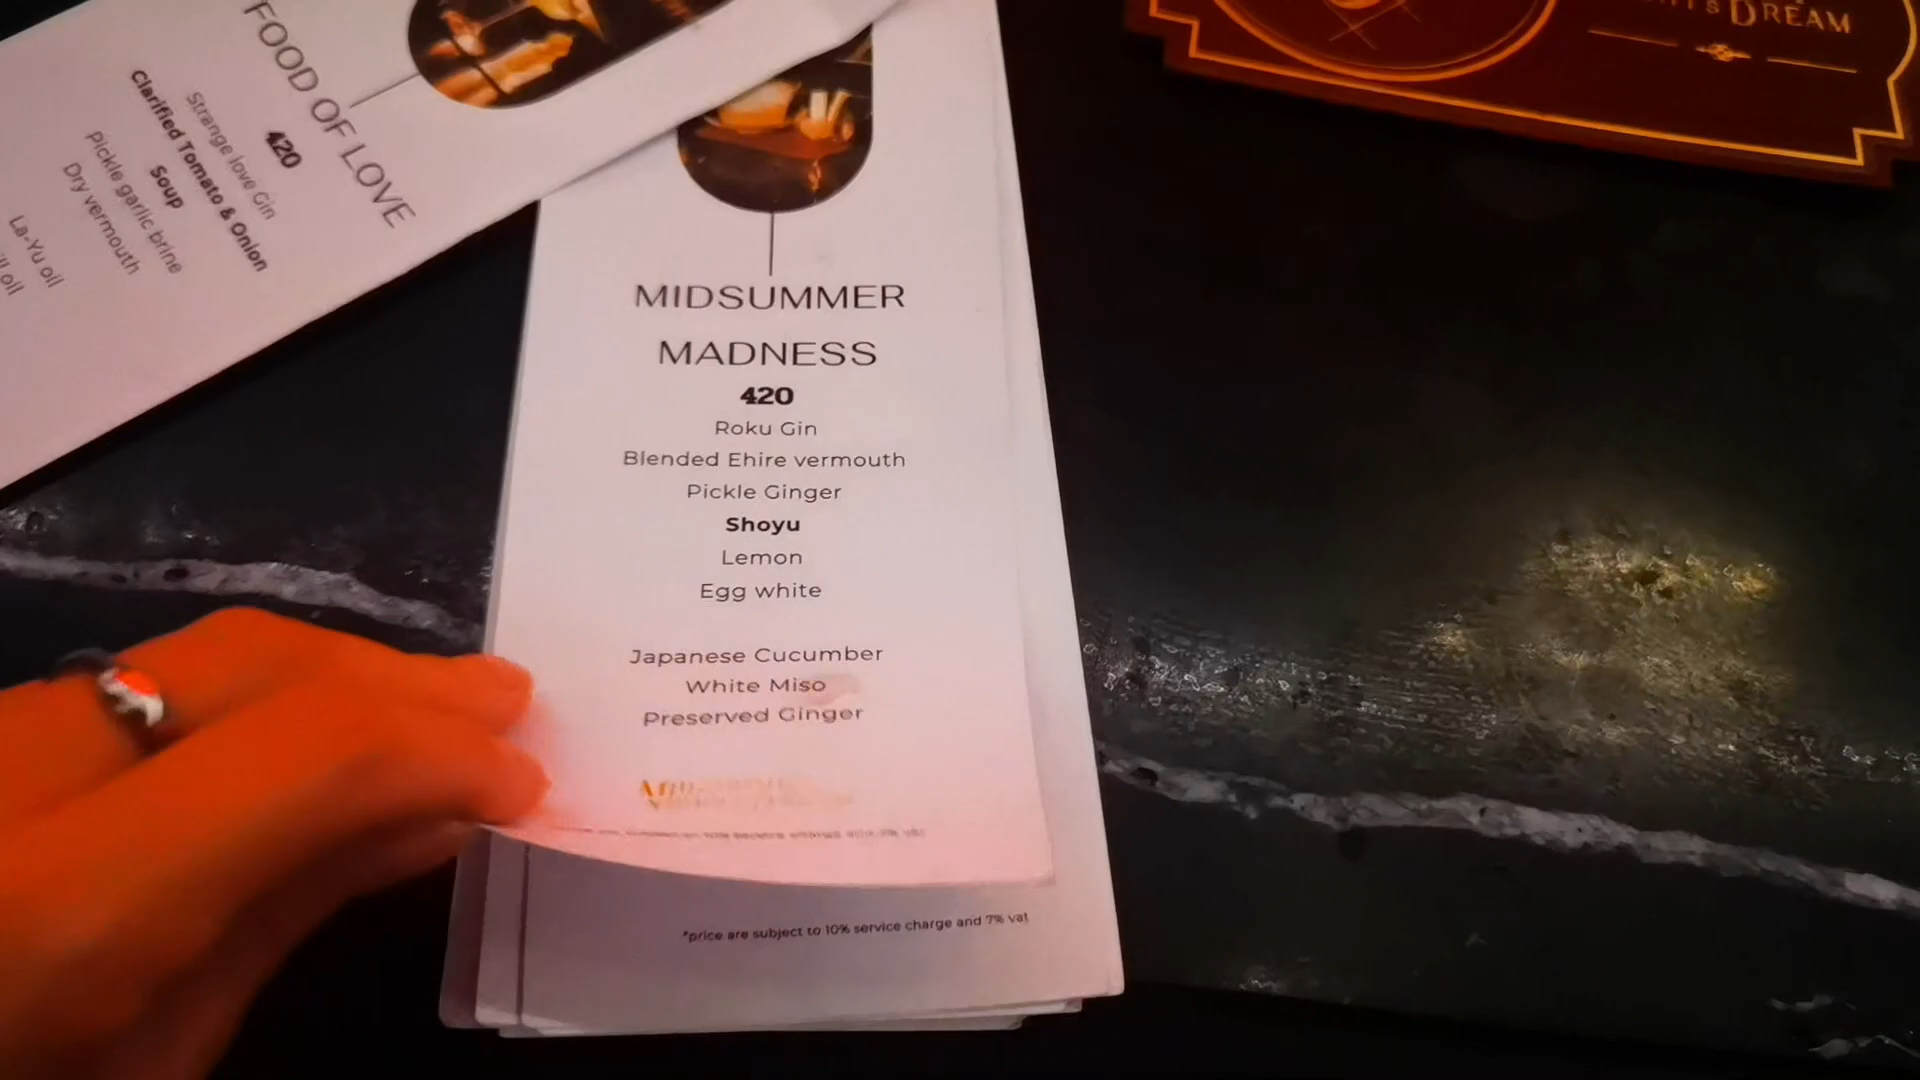 FOOD OF LOVE
420
Strange love Gin
Clarified Tomato & Onion
Soup
Pickle garlic brine
Dry vermouth
La-Yu oil
oil
MIDSUMMER
MADNESS
420
Roku Gin
Blended Ehire vermouth
Pickle Ginger
Shoyu
Lemon
Egg white
Japanese Cucumber
White Miso
Preserved Ginger
*price are subject to 10% service charge and 7% vat
DREAM